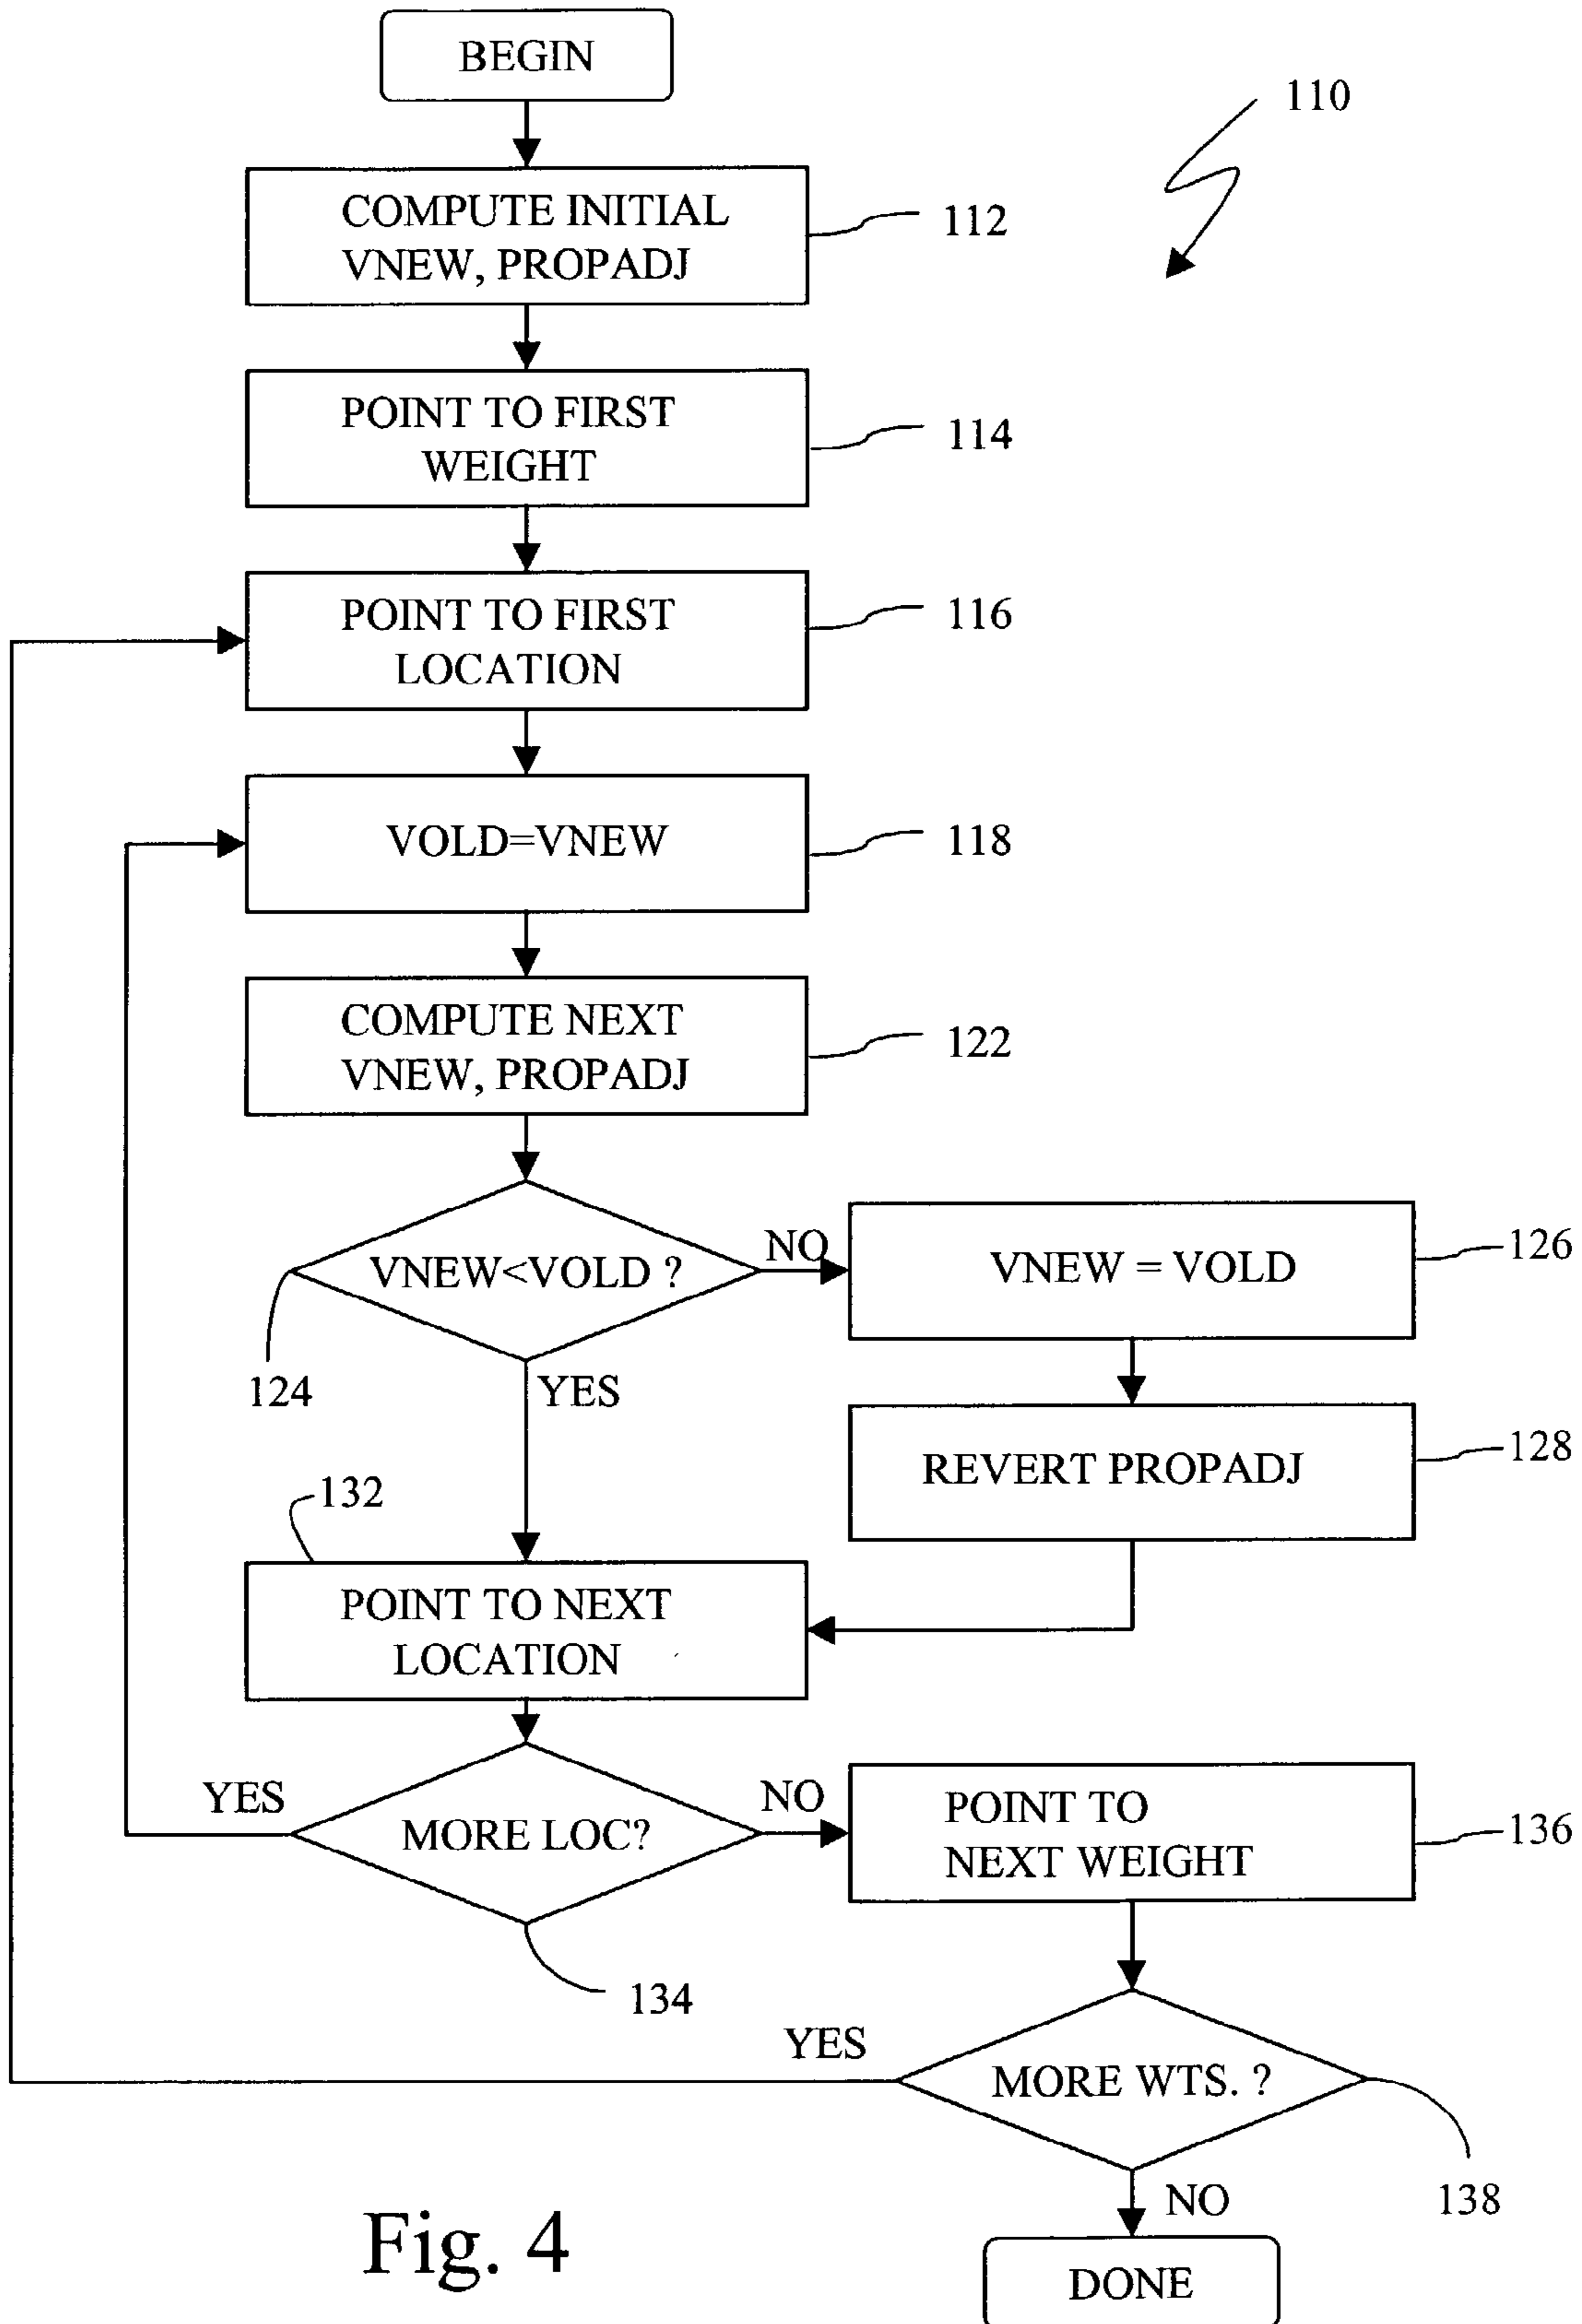 BEGIN
110
COMPUTE INITIAL
VNEW, PROPADJ
112
POINT TO FIRST
WEIGHT
114
POINT TO FIRST
LOCATION
116
VOLD=VNEW
118
COMPUTE NEXT
VNEW, PROPADJ
122
VNEW<VOLD ?
NO
VNEW = VOLD
126
124
YES
REVERT PROPADJ
128
132
POINT TO NEXT
LOCATION
YES
MORE LOC?
NO
POINT TO
NEXT WEIGHT
136
134
YES
MORE WTS. ?
138
NO
Fig. 4
DONE